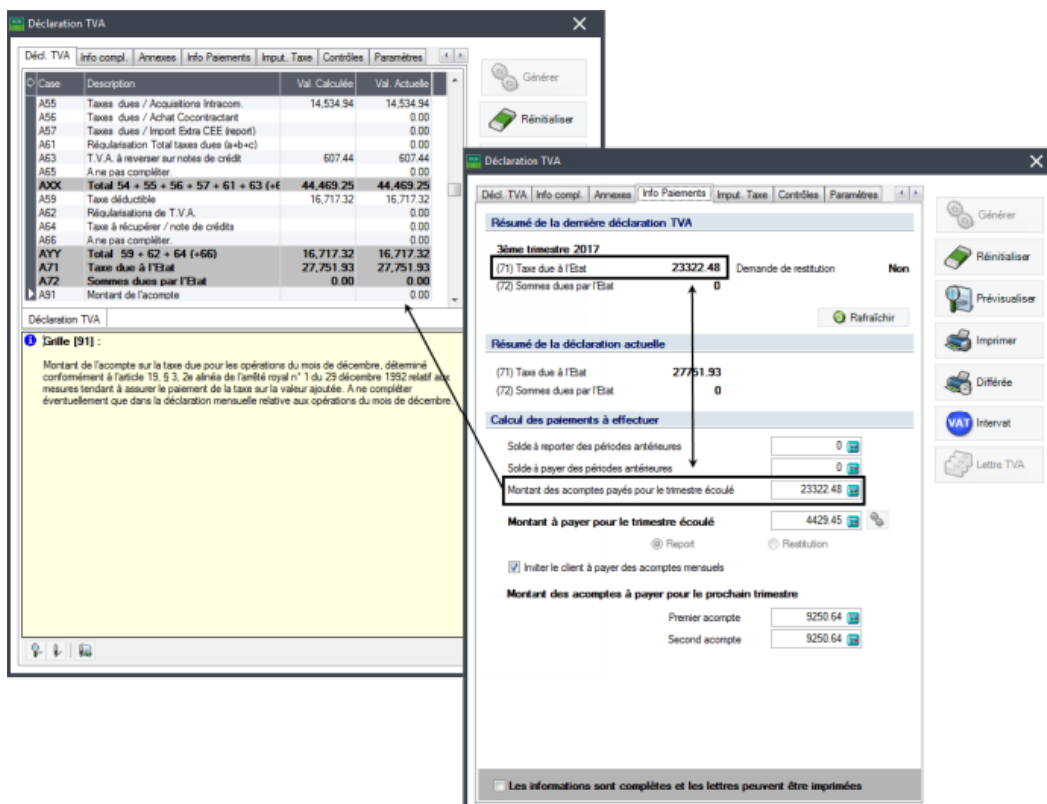 Déclaration TVA
Décl. TVA Info compl. Annexes Info Paiements Imput. Taxe Contrôles Paramètres
Case Description Val. Calculée Val. Actuelle
A55 Taxes dues / Acquisitions Intracom. 14,534.94 14,534.94
A56 Taxes dues / Achat Cocontractant 0.00
A57 Taxes dues / Import Extra CEE (report) 0.00
A61 Régularisation Total taxes dues (a+b+c) 0.00
A63 T.V.A. à reverser sur notes de crédit 607.44 607.44
A65 A ne pas compléter. 0.00
AXX Total 54 + 55 + 56 + 57 + 61 + 63 (+6 44,469.25 44,469.25
A59 Taxe déductible 16,717.32 16,717.32
A62 Régularisations de T.V.A. 0.00
A64 Taxe à récupérer / note de crédits 0.00
A66 A ne pas compléter. 0.00
AYY Total 59 + 62 + 64 (+66) 16,717.32 16,717.32
A71 Taxe due à l'Etat 27,751.93 27,751.93
A72 Sommes dues par l'Etat 0.00 0.00
A91 Montant de l'acompte 0.00
Déclaration TVA
Grille [91] :
Montant de l'acompte sur la taxe due pour les opérations du mois de décembre, déterminé
conformément à l'article 19, § 3, 2e alinéa de l'arrêté royal n° 1 du 29 décembre 1992 relatif aux
mesures tendant à assurer le paiement de la taxe sur la valeur ajoutée. A ne compléter
éventuellement que dans la déclaration mensuelle relative aux opérations du mois de décembre.
Générer
Réinitialiser
Déclaration TVA
Décl. TVA Info compl. Annexes Info Paiements Imput. Taxe Contrôles Paramètres
Résumé de la dernière déclaration TVA
3ème trimestre 2017
(71) Taxe due à l'Etat 23322.48 Demande de restitution Non
(72) Sommes dues par l'Etat 0
Rafraîchir
Résumé de la déclaration actuelle
(71) Taxe due à l'Etat 27751.93
(72) Sommes dues par l'Etat 0
Calcul des paiements à effectuer
Solde à reporter des périodes antérieures 0
Solde à payer des périodes antérieures 0
Montant des acomptes payés pour le trimestre écoulé 23322.48
Montant à payer pour le trimestre écoulé 4429.45
Report Restitution
Inviter le client à payer des acomptes mensuels
Montant des acomptes à payer pour le prochain trimestre
Premier acompte 9250.64
Second acompte 9250.64
Les informations sont complètes et les lettres peuvent être imprimées
Générer
Réinitialiser
Prévisualiser
Imprimer
Différée
VAT Intervat
Lettre TVA